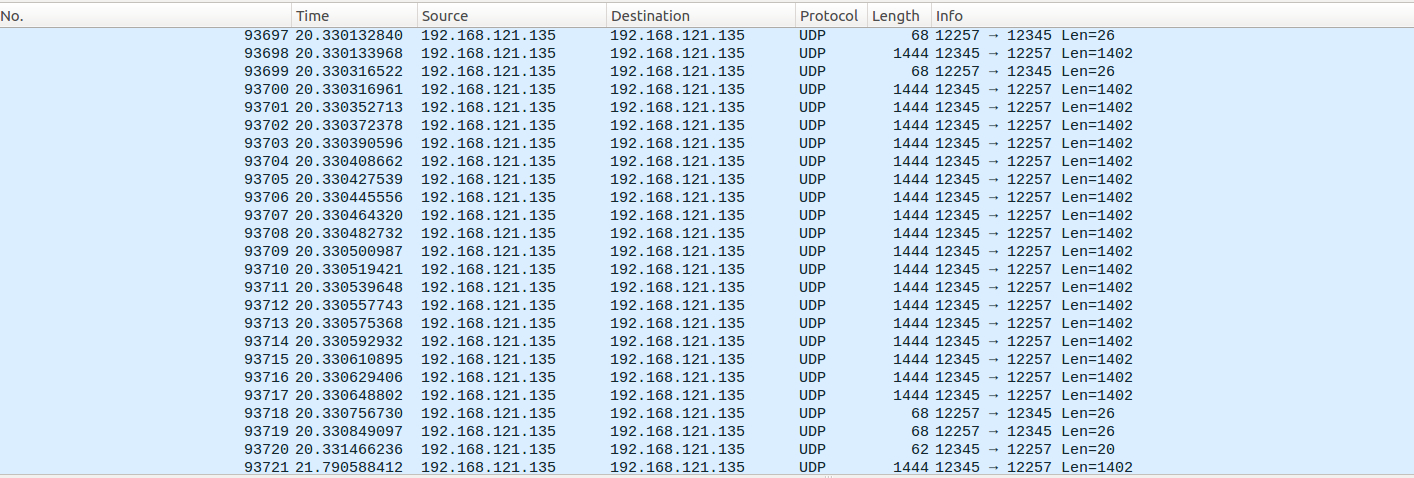 No. Time Source Destination Protocol Length Info
93697 20.330132840 192.168.121.135 192.168.121.135 UDP 68 12257 → 12345 Len=26
93698 20.330133968 192.168.121.135 192.168.121.135 UDP 1444 12345 → 12257 Len=1402
93699 20.330316522 192.168.121.135 192.168.121.135 UDP 68 12257 → 12345 Len=26
93700 20.330316961 192.168.121.135 192.168.121.135 UDP 1444 12345 → 12257 Len=1402
93701 20.330352713 192.168.121.135 192.168.121.135 UDP 1444 12345 → 12257 Len=1402
93702 20.330372378 192.168.121.135 192.168.121.135 UDP 1444 12345 → 12257 Len=1402
93703 20.330390596 192.168.121.135 192.168.121.135 UDP 1444 12345 → 12257 Len=1402
93704 20.330408662 192.168.121.135 192.168.121.135 UDP 1444 12345 → 12257 Len=1402
93705 20.330427539 192.168.121.135 192.168.121.135 UDP 1444 12345 → 12257 Len=1402
93706 20.330445556 192.168.121.135 192.168.121.135 UDP 1444 12345 → 12257 Len=1402
93707 20.330464320 192.168.121.135 192.168.121.135 UDP 1444 12345 → 12257 Len=1402
93708 20.330482732 192.168.121.135 192.168.121.135 UDP 1444 12345 → 12257 Len=1402
93709 20.330500987 192.168.121.135 192.168.121.135 UDP 1444 12345 → 12257 Len=1402
93710 20.330519421 192.168.121.135 192.168.121.135 UDP 1444 12345 → 12257 Len=1402
93711 20.330539648 192.168.121.135 192.168.121.135 UDP 1444 12345 → 12257 Len=1402
93712 20.330557743 192.168.121.135 192.168.121.135 UDP 1444 12345 → 12257 Len=1402
93713 20.330575368 192.168.121.135 192.168.121.135 UDP 1444 12345 → 12257 Len=1402
93714 20.330592932 192.168.121.135 192.168.121.135 UDP 1444 12345 → 12257 Len=1402
93715 20.330610895 192.168.121.135 192.168.121.135 UDP 1444 12345 → 12257 Len=1402
93716 20.330629406 192.168.121.135 192.168.121.135 UDP 1444 12345 → 12257 Len=1402
93717 20.330648802 192.168.121.135 192.168.121.135 UDP 1444 12345 → 12257 Len=1402
93718 20.330756730 192.168.121.135 192.168.121.135 UDP 68 12257 → 12345 Len=26
93719 20.330849097 192.168.121.135 192.168.121.135 UDP 68 12257 → 12345 Len=26
93720 20.331466236 192.168.121.135 192.168.121.135 UDP 62 12345 → 12257 Len=20
93721 21.790588412 192.168.121.135 192.168.121.135 UDP 1444 12345 → 12257 Len=1402